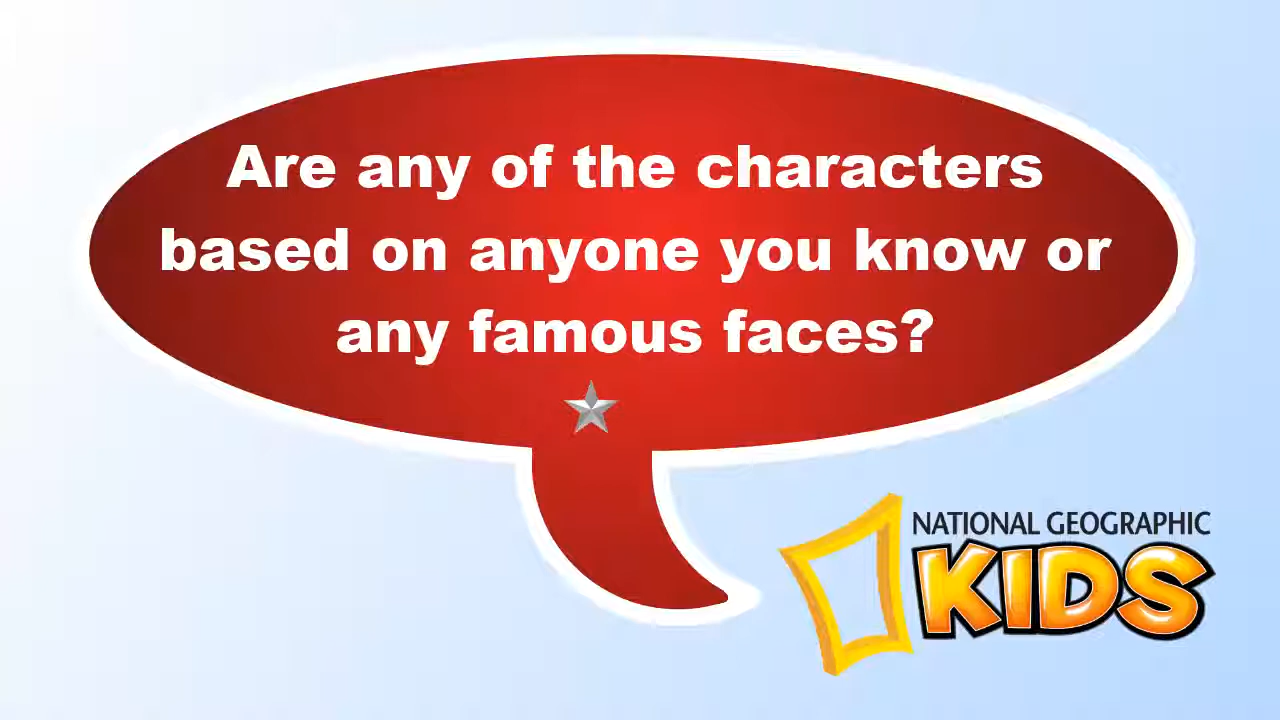 Are any of the characters
based on anyone you know or
any famous faces?
NATIONAL GEOGRAPHIC
KIDS